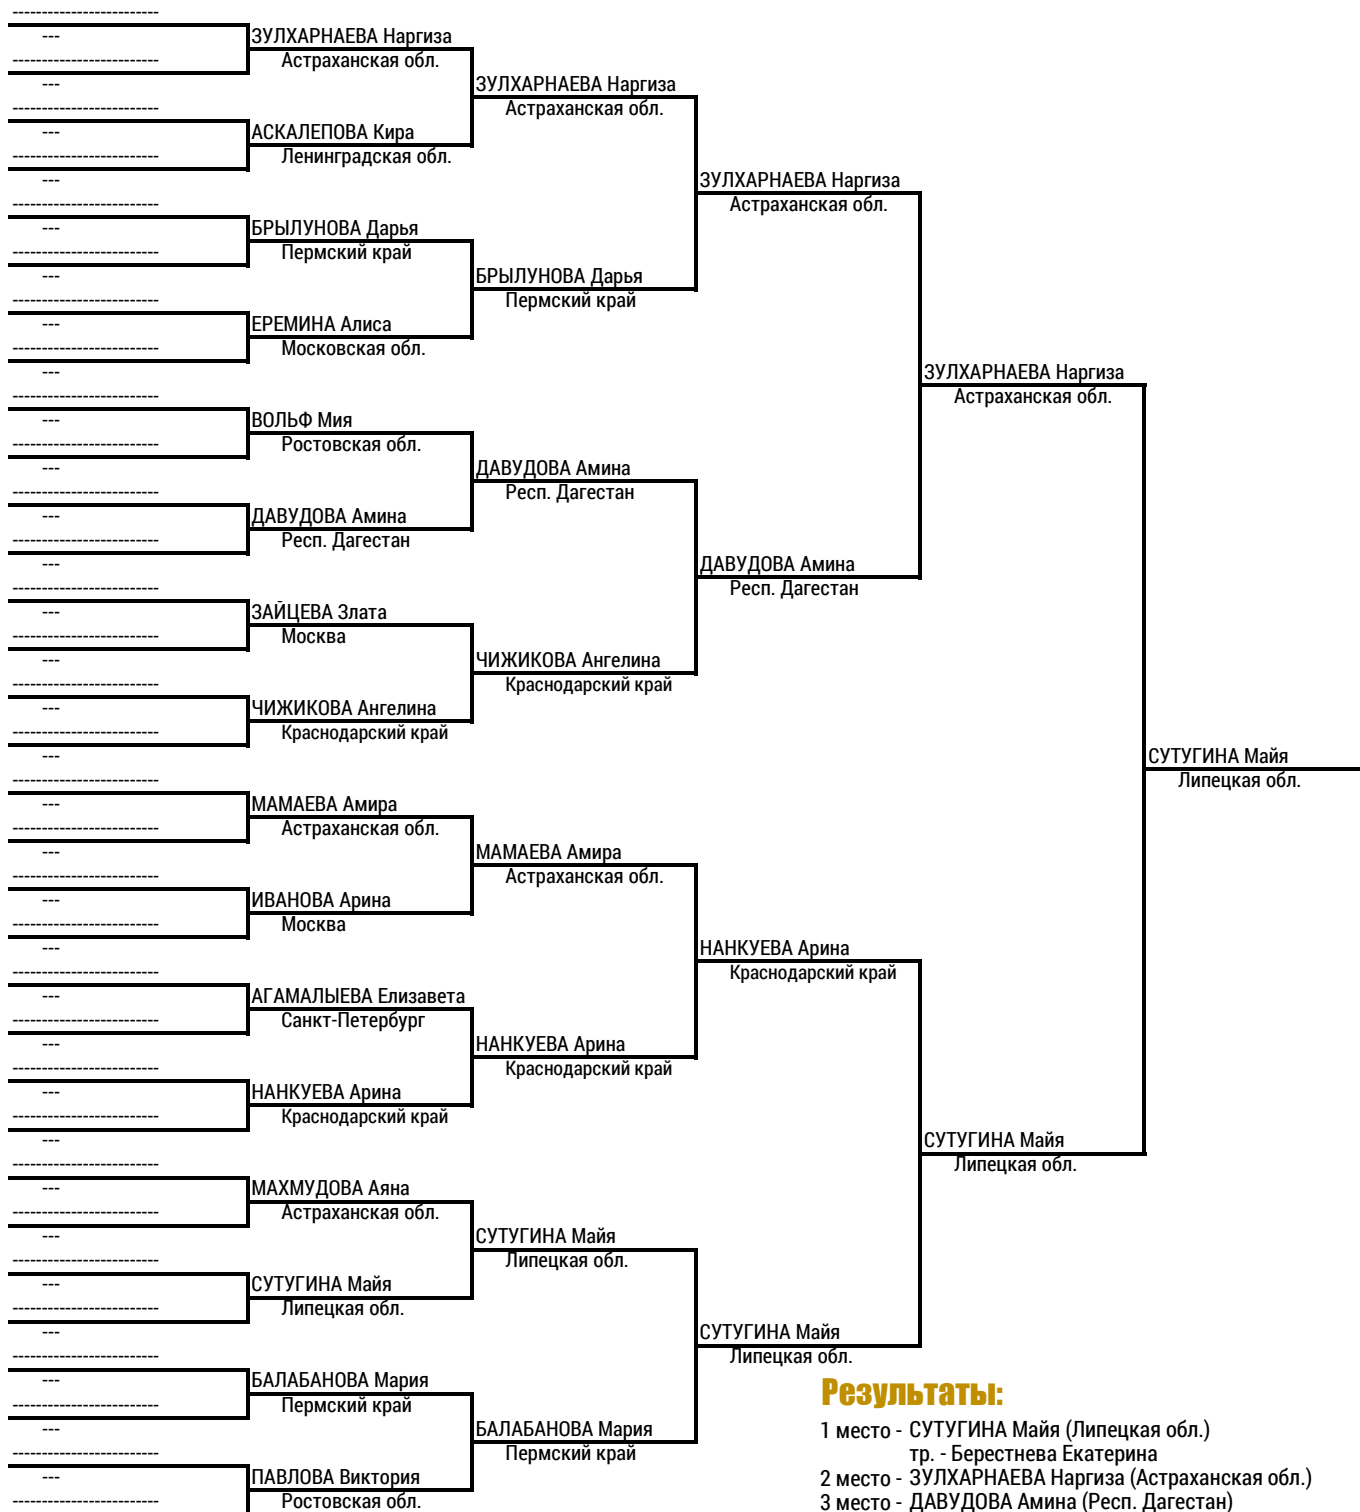 -------------------------
---
-------------------------
---
-------------------------
---
-------------------------
---
-------------------------
---
-------------------------
---
-------------------------
---
-------------------------
---
-------------------------
---
-------------------------
---
-------------------------
---
-------------------------
---
-------------------------
---
-------------------------
---
-------------------------
---
-------------------------
---
-------------------------
---
-------------------------
---
-------------------------
---
-------------------------
---
-------------------------
---
-------------------------
---
-------------------------
---
-------------------------
---
-------------------------
---
-------------------------
---
-------------------------
---
-------------------------
---
-------------------------
---
-------------------------
---
-------------------------
---
-------------------------
ЗУЛХАРНАЕВА Наргиза
Астраханская обл.
АСКАЛЕПОВА Кира
Ленинградская обл.
БРЫЛУНОВА Дарья
Пермский край
ЕРЕМИНА Алиса
Московская обл.
ВОЛЬФ Мия
Ростовская обл.
ДАВУДОВА Амина
Респ. Дагестан
ЗАЙЦЕВА Злата
Москва
ЧИЖИКОВА Ангелина
Краснодарский край
МАМАЕВА Амира
Астраханская обл.
ИВАНОВА Арина
Москва
АГАМАЛЫЕВА Елизавета
Санкт-Петербург
НАНКУЕВА Арина
Краснодарский край
МАХМУДОВА Аяна
Астраханская обл.
СУТУГИНА Майя
Липецкая обл.
БАЛАБАНОВА Мария
Пермский край
ПАВЛОВА Виктория
Ростовская обл.
ЗУЛХАРНАЕВА Наргиза
Астраханская обл.
БРЫЛУНОВА Дарья
Пермский край
ДАВУДОВА Амина
Респ. Дагестан
ЧИЖИКОВА Ангелина
Краснодарский край
МАМАЕВА Амира
Астраханская обл.
НАНКУЕВА Арина
Краснодарский край
СУТУГИНА Майя
Липецкая обл.
БАЛАБАНОВА Мария
Пермский край
ЗУЛХАРНАЕВА Наргиза
Астраханская обл.
ДАВУДОВА Амина
Респ. Дагестан
НАНКУЕВА Арина
Краснодарский край
СУТУГИНА Майя
Липецкая обл.
ЗУЛХАРНАЕВА Наргиза
Астраханская обл.
СУТУГИНА Майя
Липецкая обл.
СУТУГИНА Майя
Липецкая обл.
Результаты:
1 место - СУТУГИНА Майя (Липецкая обл.)
тр. - Берестнева Екатерина
2 место - ЗУЛХАРНАЕВА Наргиза (Астраханская обл.)
3 место - ДАВУДОВА Амина (Респ. Дагестан)